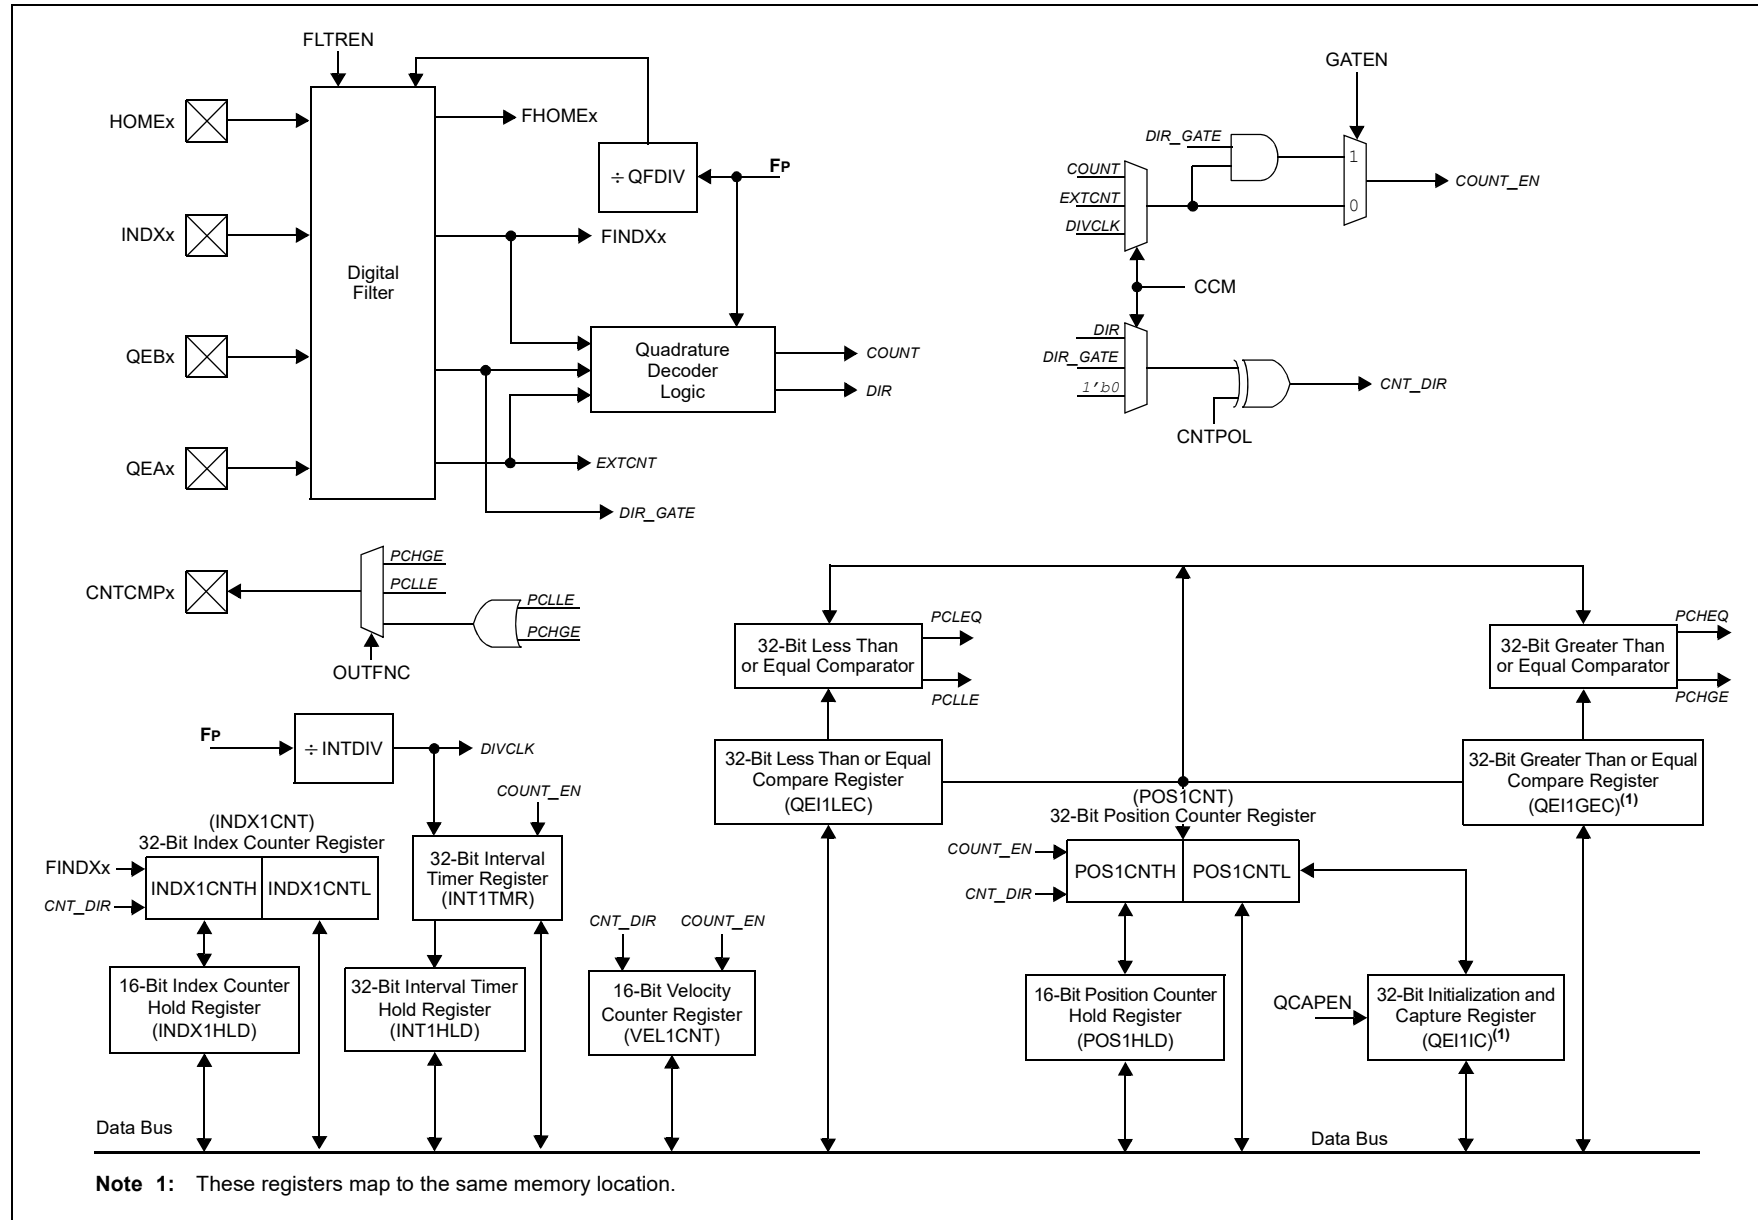 FLTREN
HOMEx
INDXx
QEBx
QEAx
Digital
Filter
FHOMEx
÷ QFDIV
FP
FINDXx
Quadrature
Decoder
Logic
COUNT
DIR
EXTCNT
DIR_GATE
GATEN
DIR_GATE
COUNT
EXTCNT
DIVCLK
1
0
COUNT_EN
CCM
DIR
DIR_GATE
1'b0
CNT_DIR
CNTPOL
CNTCMPx
PCHGE
PCLLE
PCLLE
PCHGE
OUTFNC
32-Bit Less Than
or Equal Comparator
PCLEQ
PCLLE
32-Bit Greater Than
or Equal Comparator
PCHEQ
PCHGE
FP
÷ INTDIV
DIVCLK
COUNT_EN
32-Bit Less Than or Equal
Compare Register
(QEI1LEC)
32-Bit Greater Than or Equal
Compare Register
(QEI1GEC)(1)
(INDX1CNT)
32-Bit Index Counter Register
FINDXx
CNT_DIR
INDX1CNTH
INDX1CNTL
32-Bit Interval
Timer Register
(INT1TMR)
(POS1CNT)
32-Bit Position Counter Register
COUNT_EN
CNT_DIR
POS1CNTH
POS1CNTL
CNT_DIR
COUNT_EN
16-Bit Index Counter
Hold Register
(INDX1HLD)
32-Bit Interval Timer
Hold Register
(INT1HLD)
16-Bit Velocity
Counter Register
(VEL1CNT)
16-Bit Position Counter
Hold Register
(POS1HLD)
QCAPEN
32-Bit Initialization and
Capture Register
(QEI1IC)(1)
Data Bus
Data Bus
Note 1: These registers map to the same memory location.